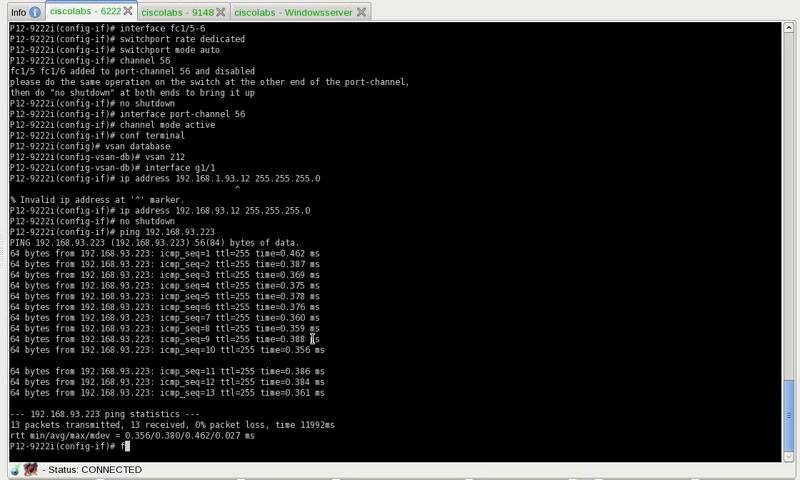 Info ciscolabs - 6222 ciscolabs - 9148 ciscolabs - Windowsserver
P12-9222i(config-if)# interface fc1/5-6
P12-9222i(config-if)# switchport rate dedicated
P12-9222i(config-if)# switchport mode auto
P12-9222i(config-if)# channel 56
fc1/5 fc1/6 added to port-channel 56 and disabled
please do the same operation on the switch at the other end of the port-channel,
then do "no shutdown" at both ends to bring it up
P12-9222i(config-if)# no shutdown
P12-9222i(config-if)# interface port-channel 56
P12-9222i(config-if)# channel mode active
P12-9222i(config-if)# conf terminal
P12-9222i(config)# vsan database
P12-9222i(config-vsan-db)# vsan 212
P12-9222i(config-vsan-db)# interface g1/1
P12-9222i(config-if)# ip address 192.168.1.93.12 255.255.255.0
^
% Invalid ip address at '^' marker.
P12-9222i(config-if)# ip address 192.168.93.12 255.255.255.0
P12-9222i(config-if)# no shutdown
P12-9222i(config-if)# ping 192.168.93.223
PING 192.168.93.223 (192.168.93.223) 56(84) bytes of data.
64 bytes from 192.168.93.223: icmp_seq=1 ttl=255 time=0.462 ms
64 bytes from 192.168.93.223: icmp_seq=2 ttl=255 time=0.387 ms
64 bytes from 192.168.93.223: icmp_seq=3 ttl=255 time=0.369 ms
64 bytes from 192.168.93.223: icmp_seq=4 ttl=255 time=0.375 ms
64 bytes from 192.168.93.223: icmp_seq=5 ttl=255 time=0.378 ms
64 bytes from 192.168.93.223: icmp_seq=6 ttl=255 time=0.376 ms
64 bytes from 192.168.93.223: icmp_seq=7 ttl=255 time=0.360 ms
64 bytes from 192.168.93.223: icmp_seq=8 ttl=255 time=0.359 ms
64 bytes from 192.168.93.223: icmp_seq=9 ttl=255 time=0.388 ms
64 bytes from 192.168.93.223: icmp_seq=10 ttl=255 time=0.356 ms
64 bytes from 192.168.93.223: icmp_seq=11 ttl=255 time=0.386 ms
64 bytes from 192.168.93.223: icmp_seq=12 ttl=255 time=0.384 ms
64 bytes from 192.168.93.223: icmp_seq=13 ttl=255 time=0.361 ms
--- 192.168.93.223 ping statistics ---
13 packets transmitted, 13 received, 0% packet loss, time 11992ms
rtt min/avg/max/mdev = 0.356/0.380/0.462/0.027 ms
P12-9222i(config-if)# f
- Status: CONNECTED